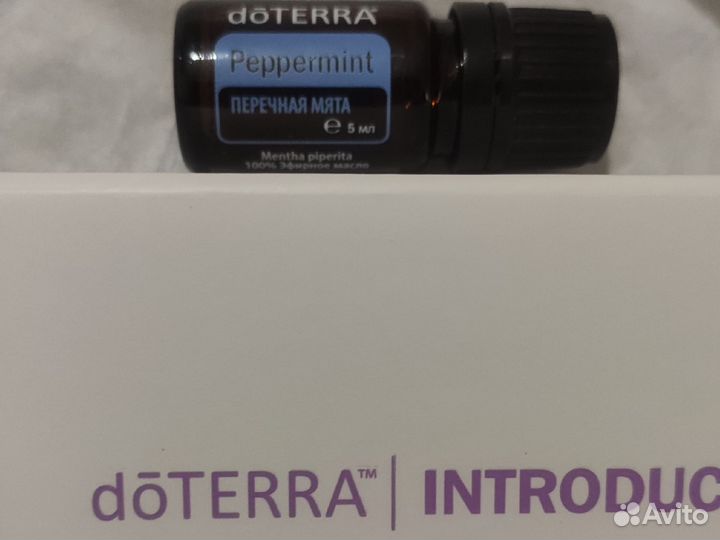 dōTERRA®
Peppermint
ПЕРЕЧНАЯ МЯТА
℮ 5 мл
Mentha piperita
100% Эфирное масло
dōTERRA™ | INTRODUC
Avito